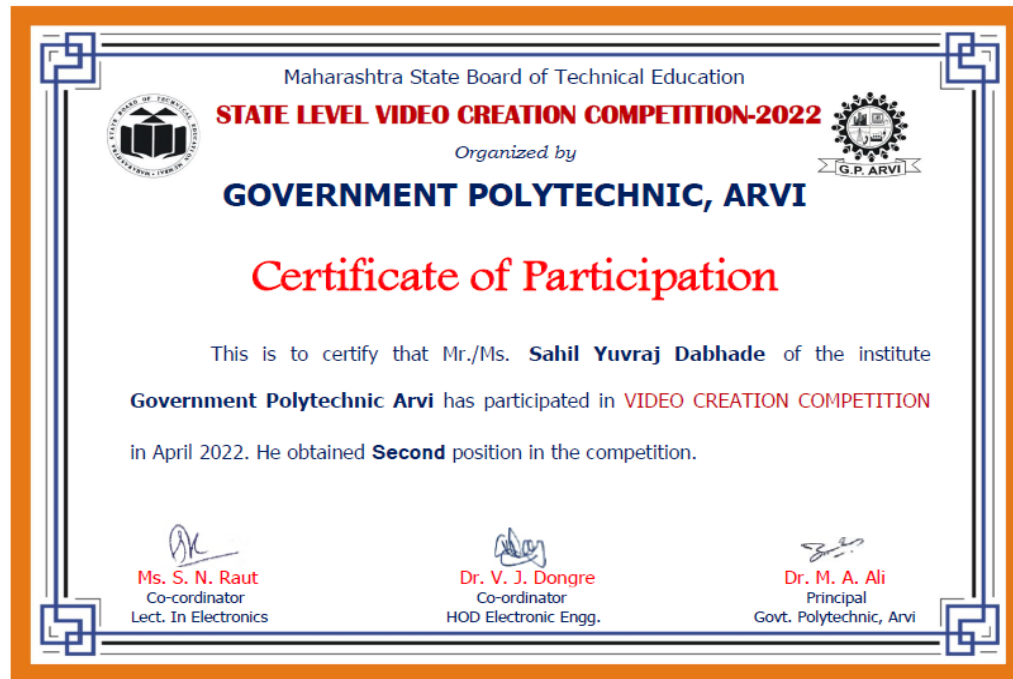 Maharashtra State Board of Technical Education
STATE LEVEL VIDEO CREATION COMPETITION-2022
Organized by
GOVERNMENT POLYTECHNIC, ARVI
G.P. ARVI
Certificate of Participation
This is to certify that Mr./Ms. Sahil Yuvraj Dabhade of the institute
Government Polytechnic Arvi has participated in VIDEO CREATION COMPETITION
in April 2022. He obtained Second position in the competition.
Ms. S. N. Raut
Co-cordinator
Lect. In Electronics
Dr. V. J. Dongre
Co-ordinator
HOD Electronic Engg.
Dr. M. A. Ali
Principal
Govt. Polytechnic, Arvi